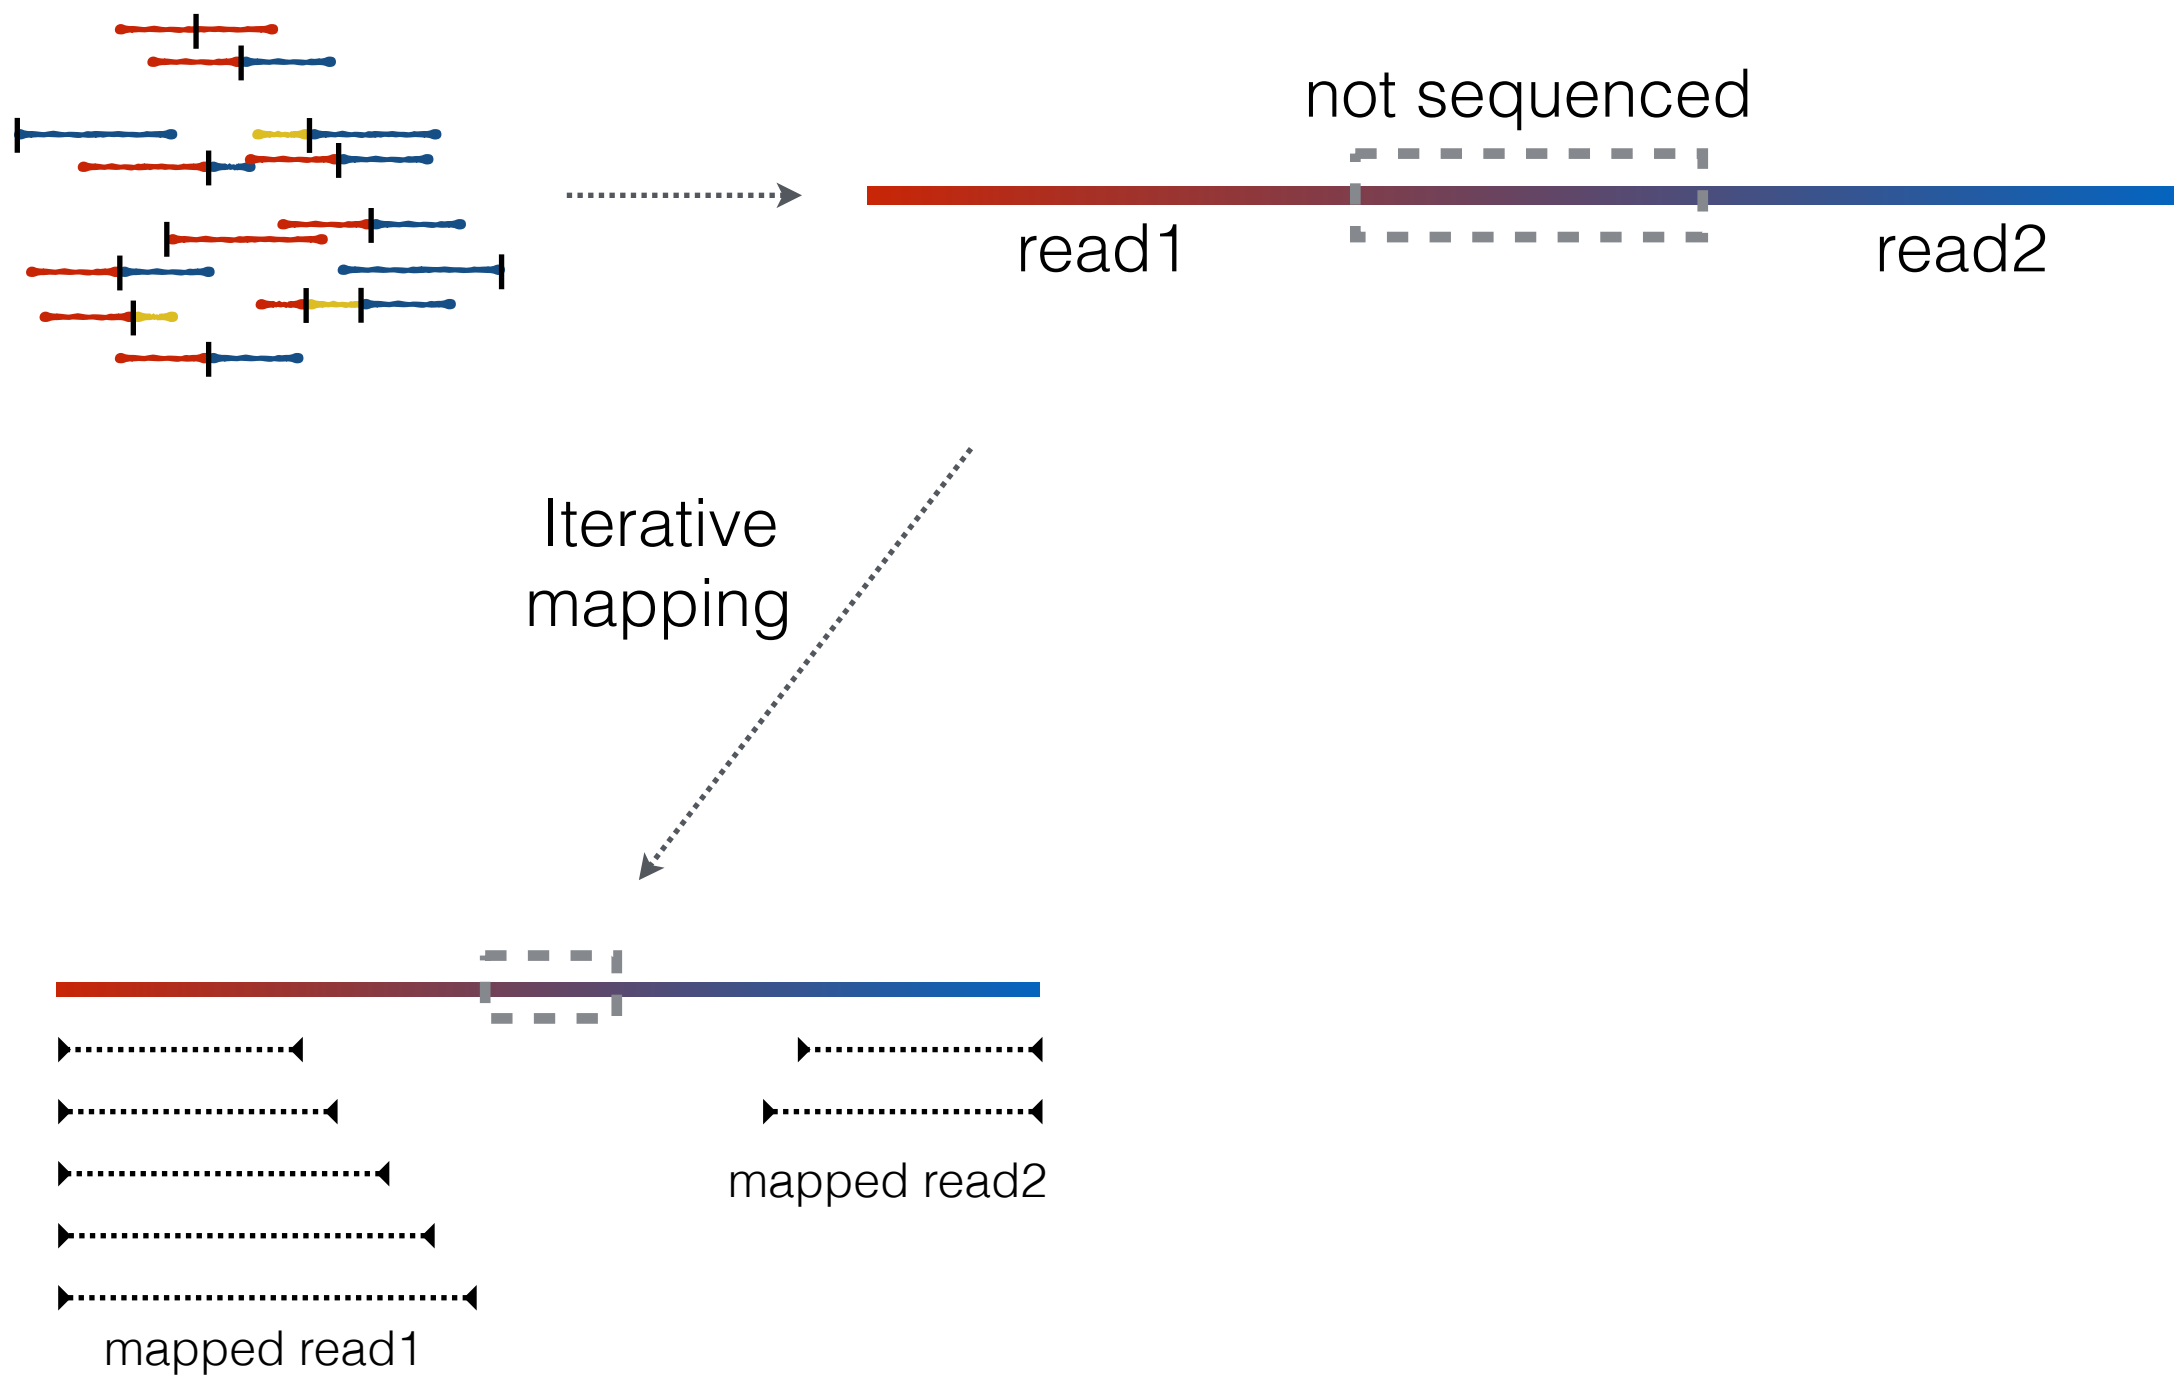 not sequenced
read1
read2
Iterative
mapping
mapped read2
mapped read1